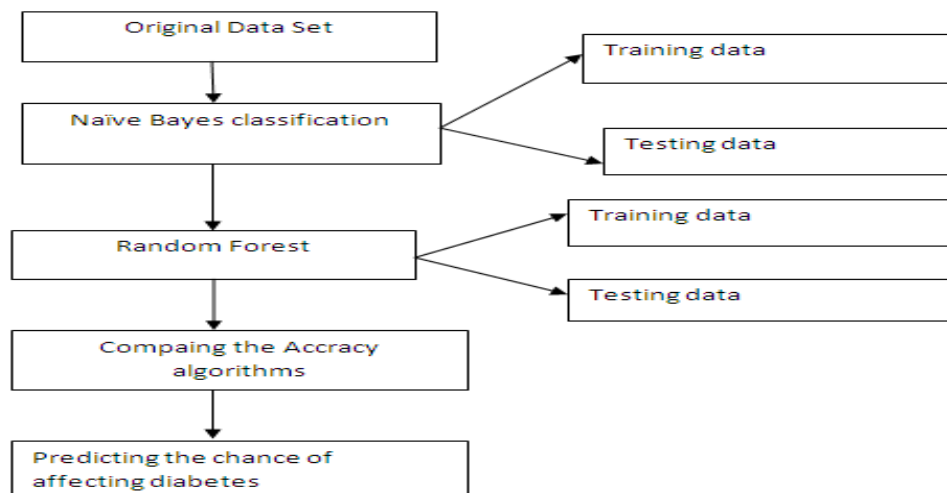 Original Data Set
Training data
Naïve Bayes classification
Testing data
Training data
Random Forest
Testing data
Compaing the Accracy
algorithms
Predicting the chance of
affecting diabetes